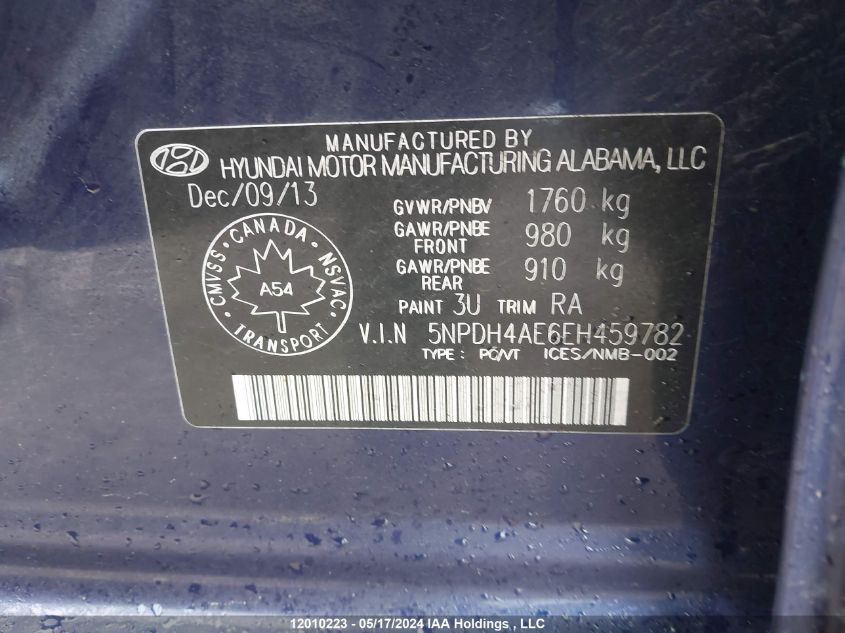 MANUFACTURED BY
HYUNDAI MOTOR MANUFACTURING ALABAMA, LLC
Dec/09/13
GVWR/PNBV 1760 kg
GAWR/PNBE FRONT 980 kg
GAWR/PNBE REAR 910 kg
CANADA
CMVSS · NSVAC
A54
TRANSPORT
PAINT 3U TRIM RA
V.I.N 5NPDH4AE6EH459782
TYPE: PC/VT ICES/NMB-002
12010223 - 05/17/2024 IAA Holdings, LLC